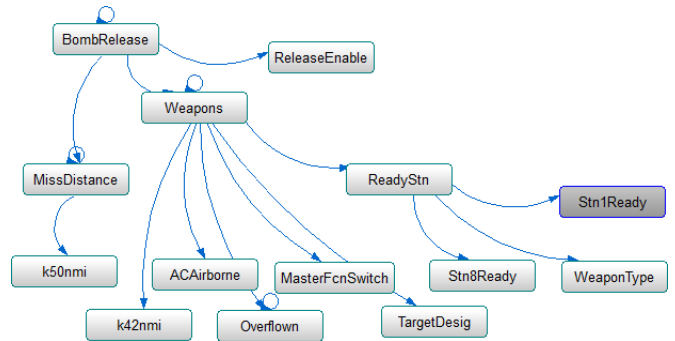 BombRelease
ReleaseEnable
Weapons
MissDistance
ReadyStn
Stn1Ready
k50nmi
ACAirborne
MasterFcnSwitch
Stn8Ready
WeaponType
k42nmi
Overflown
TargetDesig